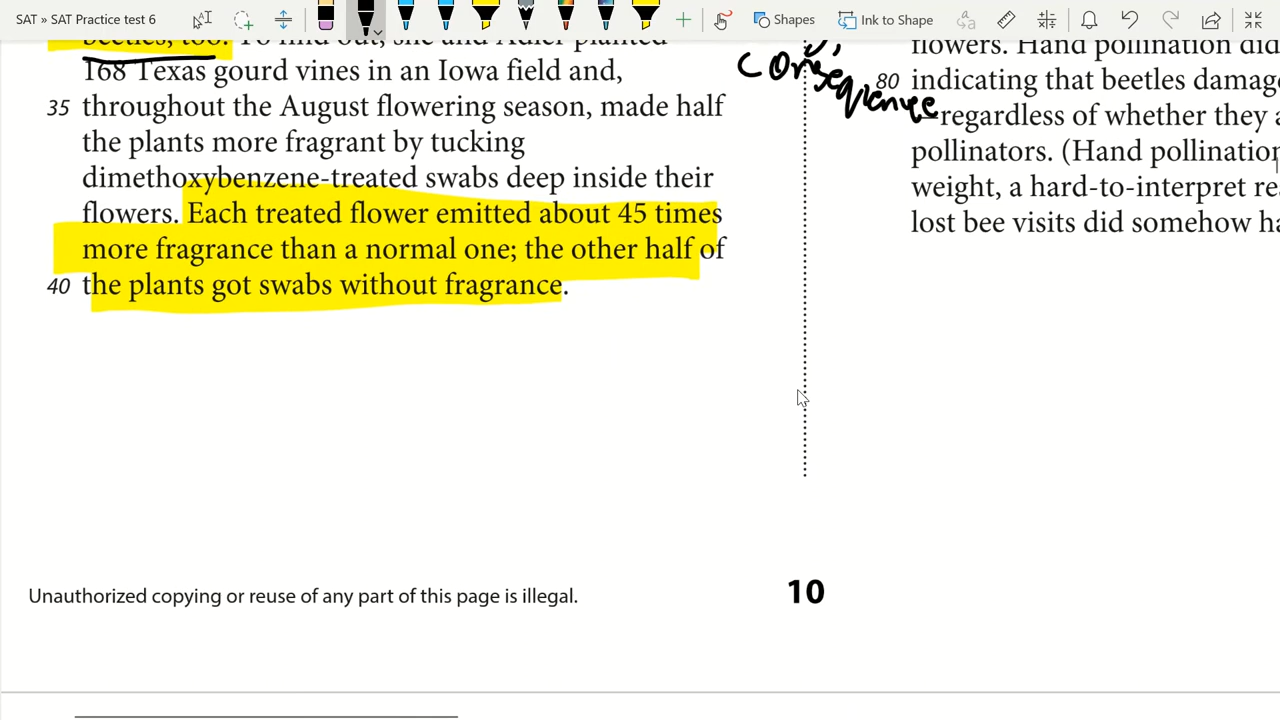 SAT » SAT Practice test 6
Shapes
Ink to Shape
beetles, too. To find out, she and Adler planted
168 Texas gourd vines in an Iowa field and,
35 throughout the August flowering season, made half
the plants more fragrant by tucking
dimethoxybenzene-treated swabs deep inside their
flowers. Each treated flower emitted about 45 times
more fragrance than a normal one; the other half of
40 the plants got swabs without fragrance.
consequence
flowers. Hand pollination did
80 indicating that beetles damag
—regardless of whether they a
pollinators. (Hand pollination
weight, a hard-to-interpret re
lost bee visits did somehow ha
Unauthorized copying or reuse of any part of this page is illegal.
10